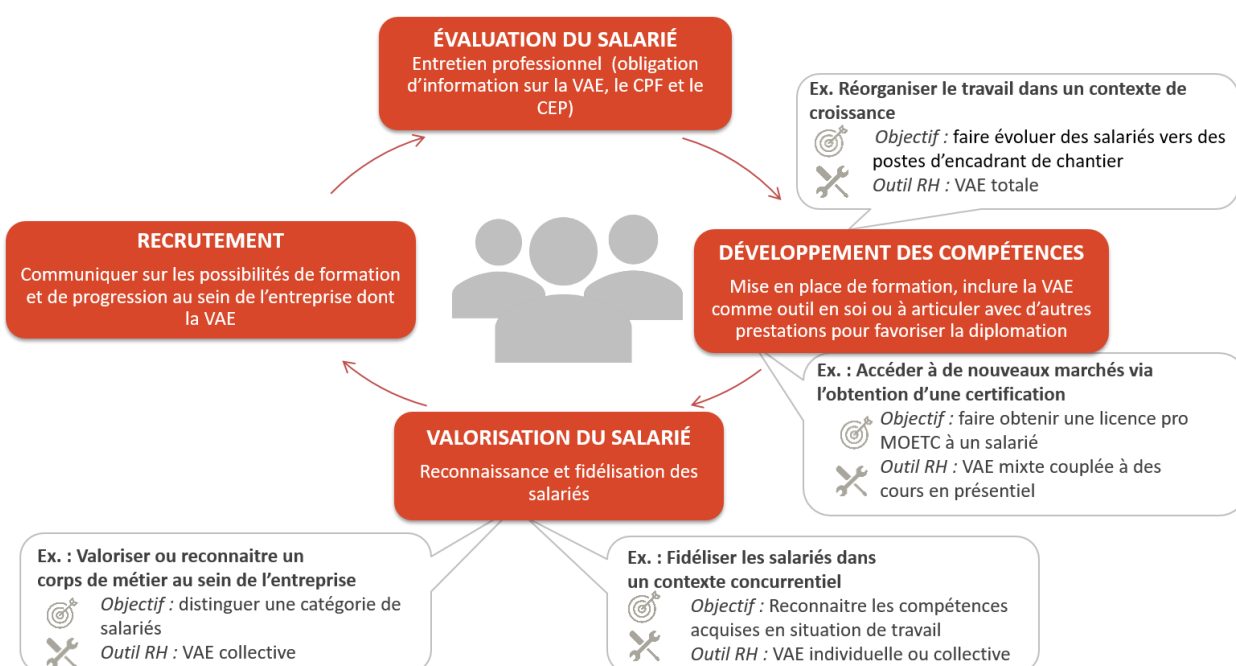 ÉVALUATION DU SALARIÉ
Entretien professionnel (obligation
d'information sur la VAE, le CPF et le
CEP)
Ex. Réorganiser le travail dans un contexte de
croissance
Objectif : faire évoluer des salariés vers des
postes d'encadrant de chantier
Outil RH : VAE totale
RECRUTEMENT
Communiquer sur les possibilités de formation
et de progression au sein de l'entreprise dont
la VAE
DÉVELOPPEMENT DES COMPÉTENCES
Mise en place de formation, inclure la VAE
comme outil en soi ou à articuler avec d'autres
prestations pour favoriser la diplomation
Ex. : Accéder à de nouveaux marchés via
l'obtention d'une certification
Objectif : faire obtenir une licence pro
MOETC à un salarié
Outil RH : VAE mixte couplée à des
cours en présentiel
VALORISATION DU SALARIÉ
Reconnaissance et fidélisation des
salariés
Ex. : Valoriser ou reconnaitre un
corps de métier au sein de l'entreprise
Objectif : distinguer une catégorie de
salariés
Outil RH : VAE collective
Ex. : Fidéliser les salariés dans
un contexte concurrentiel
Objectif : Reconnaitre les compétences
acquises en situation de travail
Outil RH : VAE individuelle ou collective